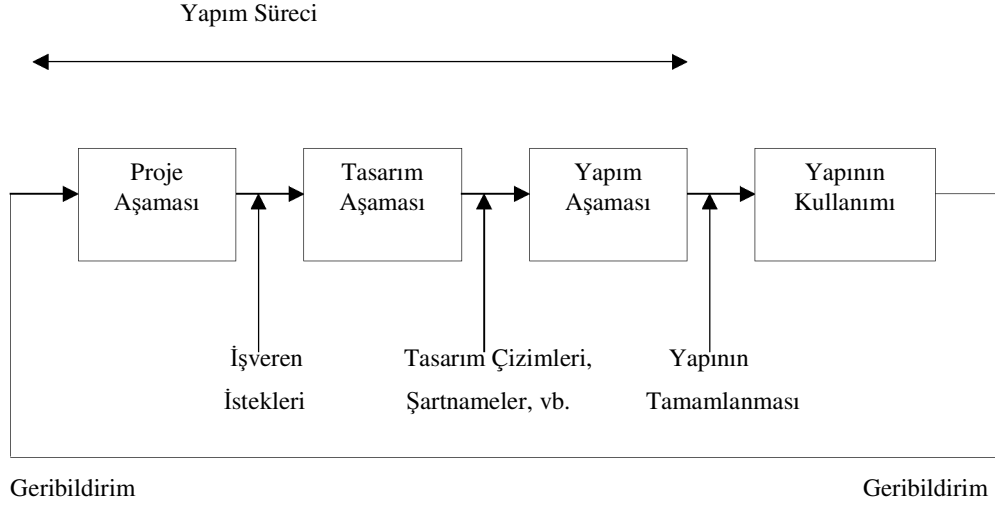 Yapım Süreci
Proje
Aşaması
Tasarım
Aşaması
Yapım
Aşaması
Yapının
Kullanımı
İşveren
İstekleri
Tasarım Çizimleri,
Şartnameler, vb.
Yapının
Tamamlanması
Geribildirim
Geribildirim